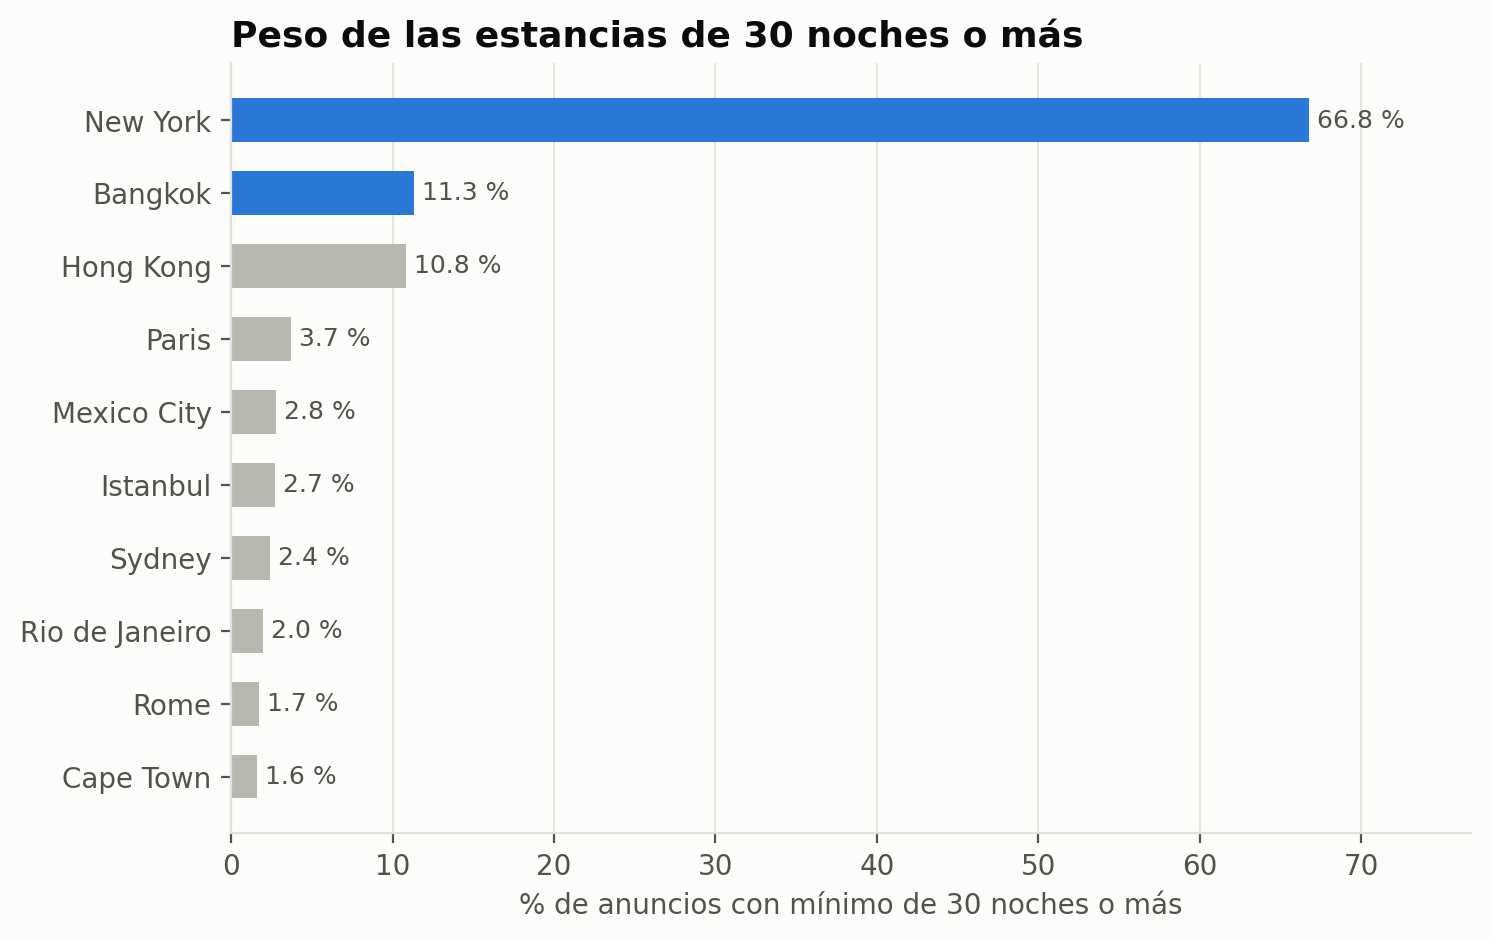 Peso de las estancias de 30 noches o más
New York 66.8 %
Bangkok 11.3 %
Hong Kong 10.8 %
Paris 3.7 %
Mexico City 2.8 %
Istanbul 2.7 %
Sydney 2.4 %
Rio de Janeiro 2.0 %
Rome 1.7 %
Cape Town 1.6 %
0 10 20 30 40 50 60 70
% de anuncios con mínimo de 30 noches o más